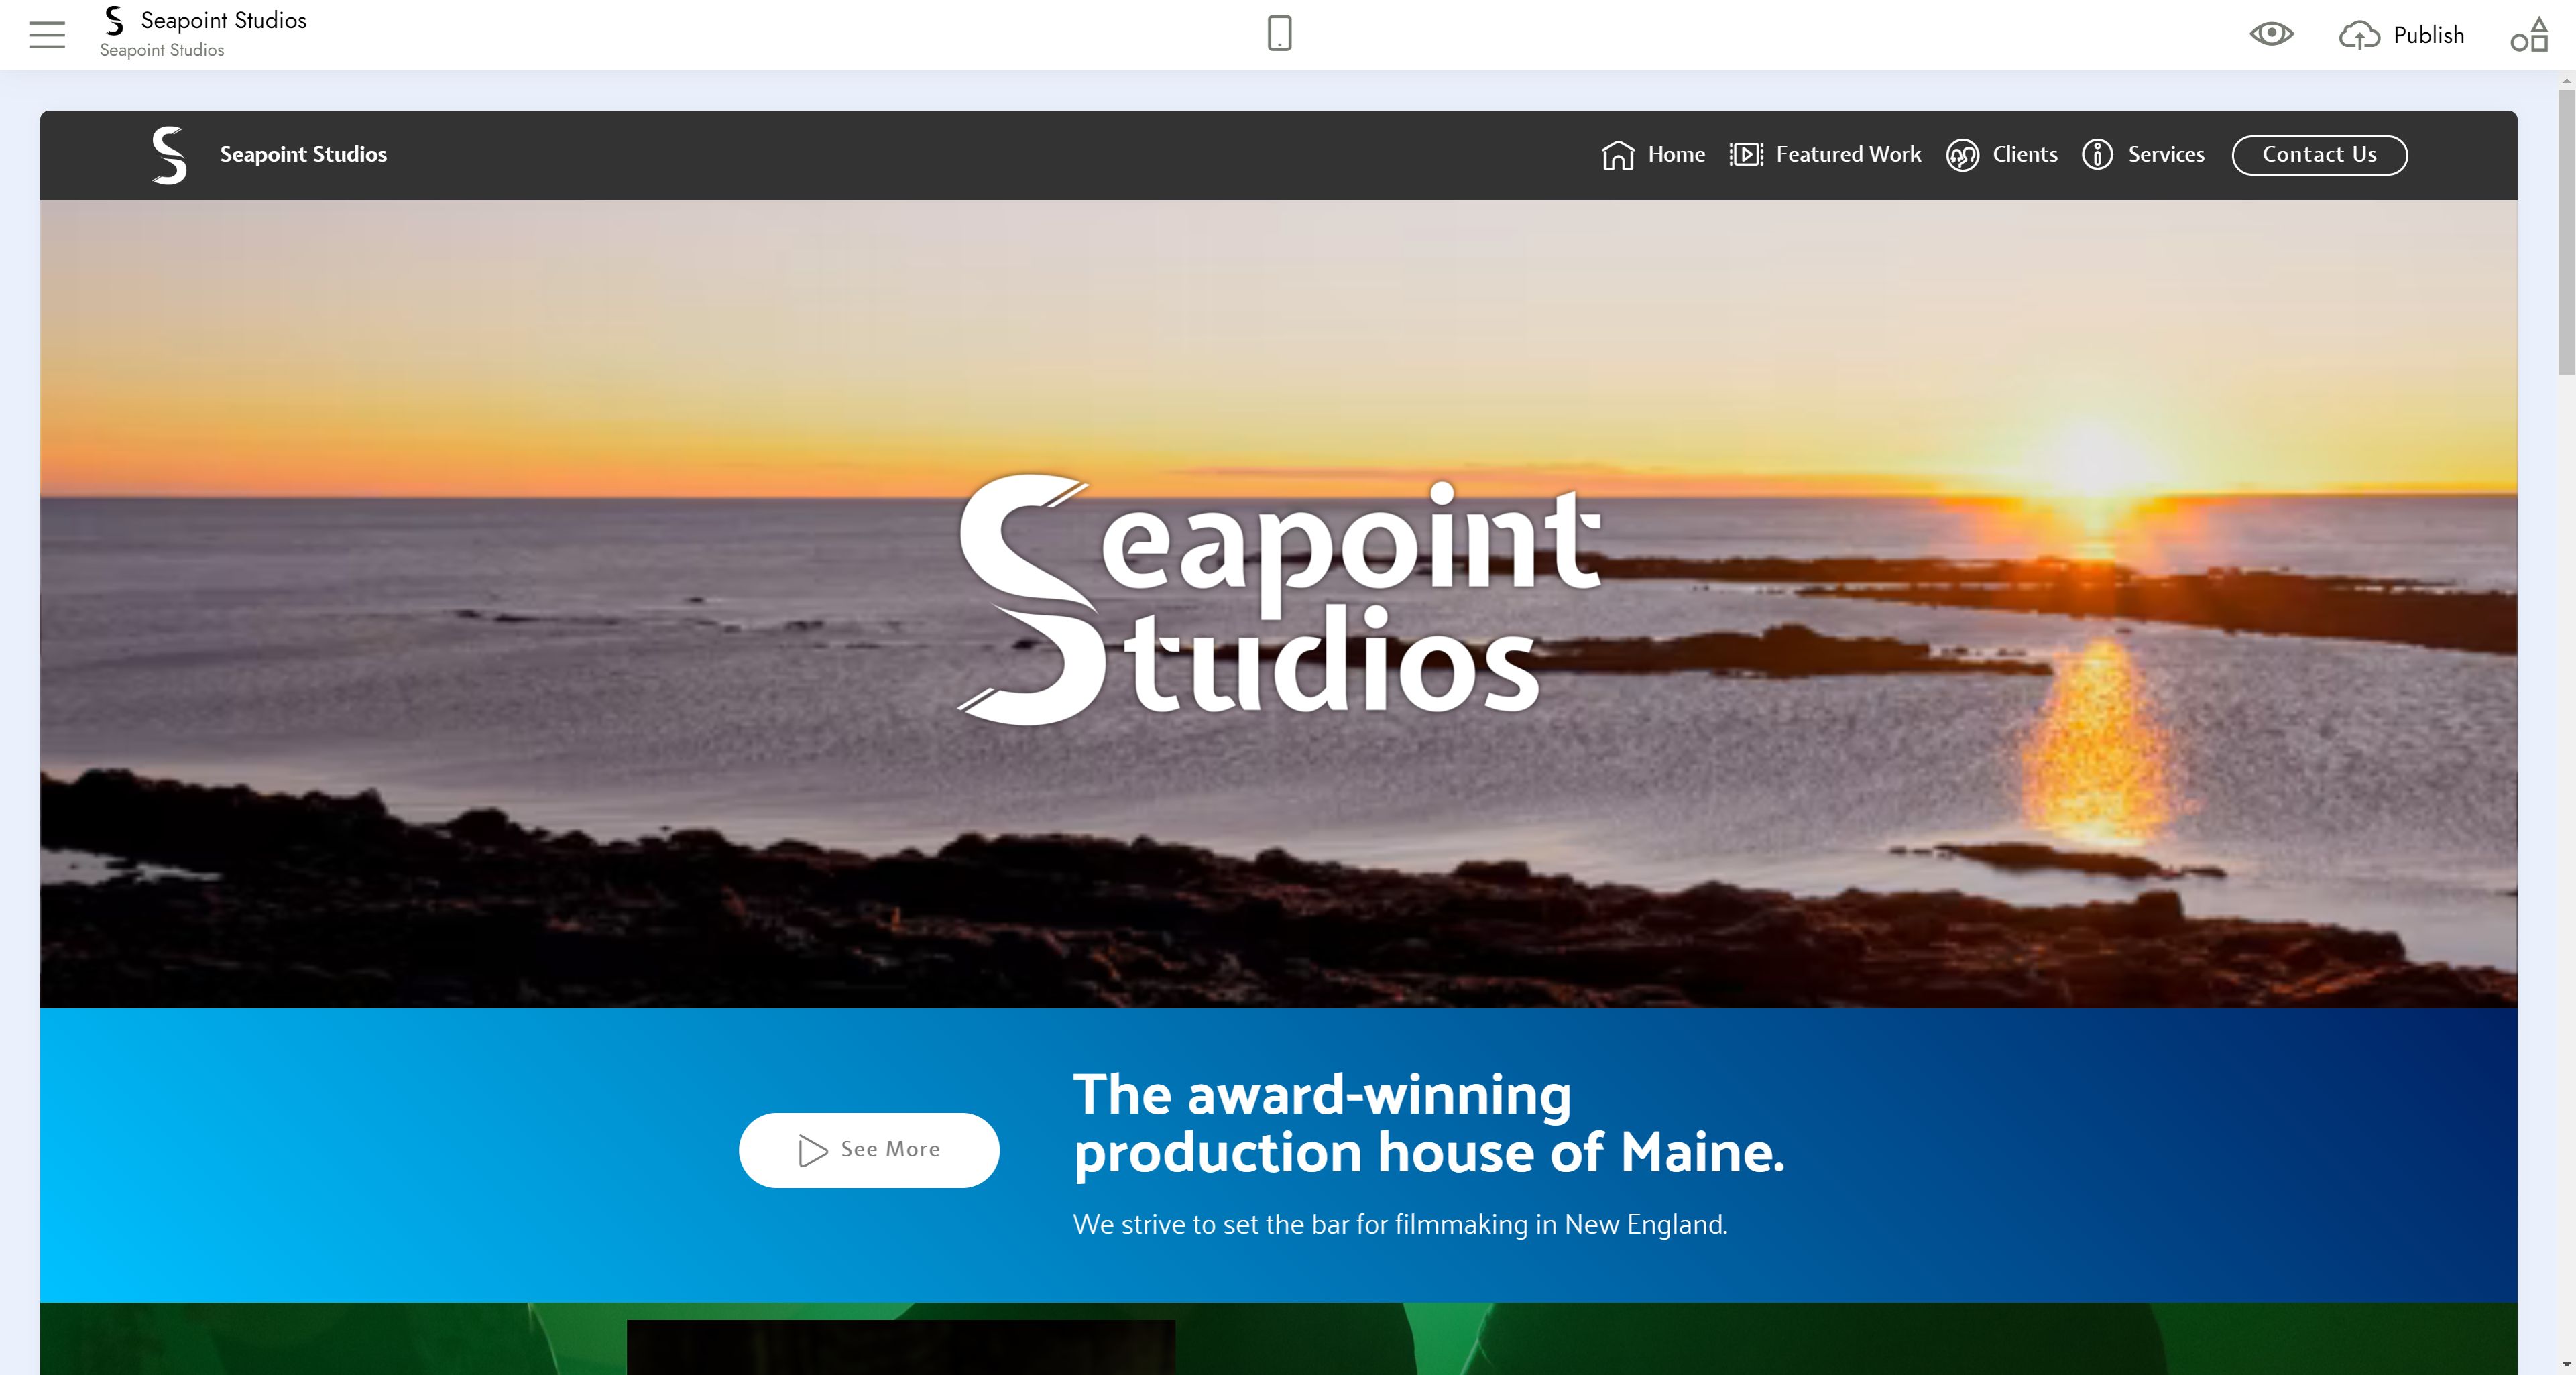 Seapoint Studios
Seapoint Studios
Publish
Seapoint Studios
Home
Featured Work
Clients
Services
Contact Us
Seapoint
Studios
See More
The award-winning
production house of Maine.
We strive to set the bar for filmmaking in New England.